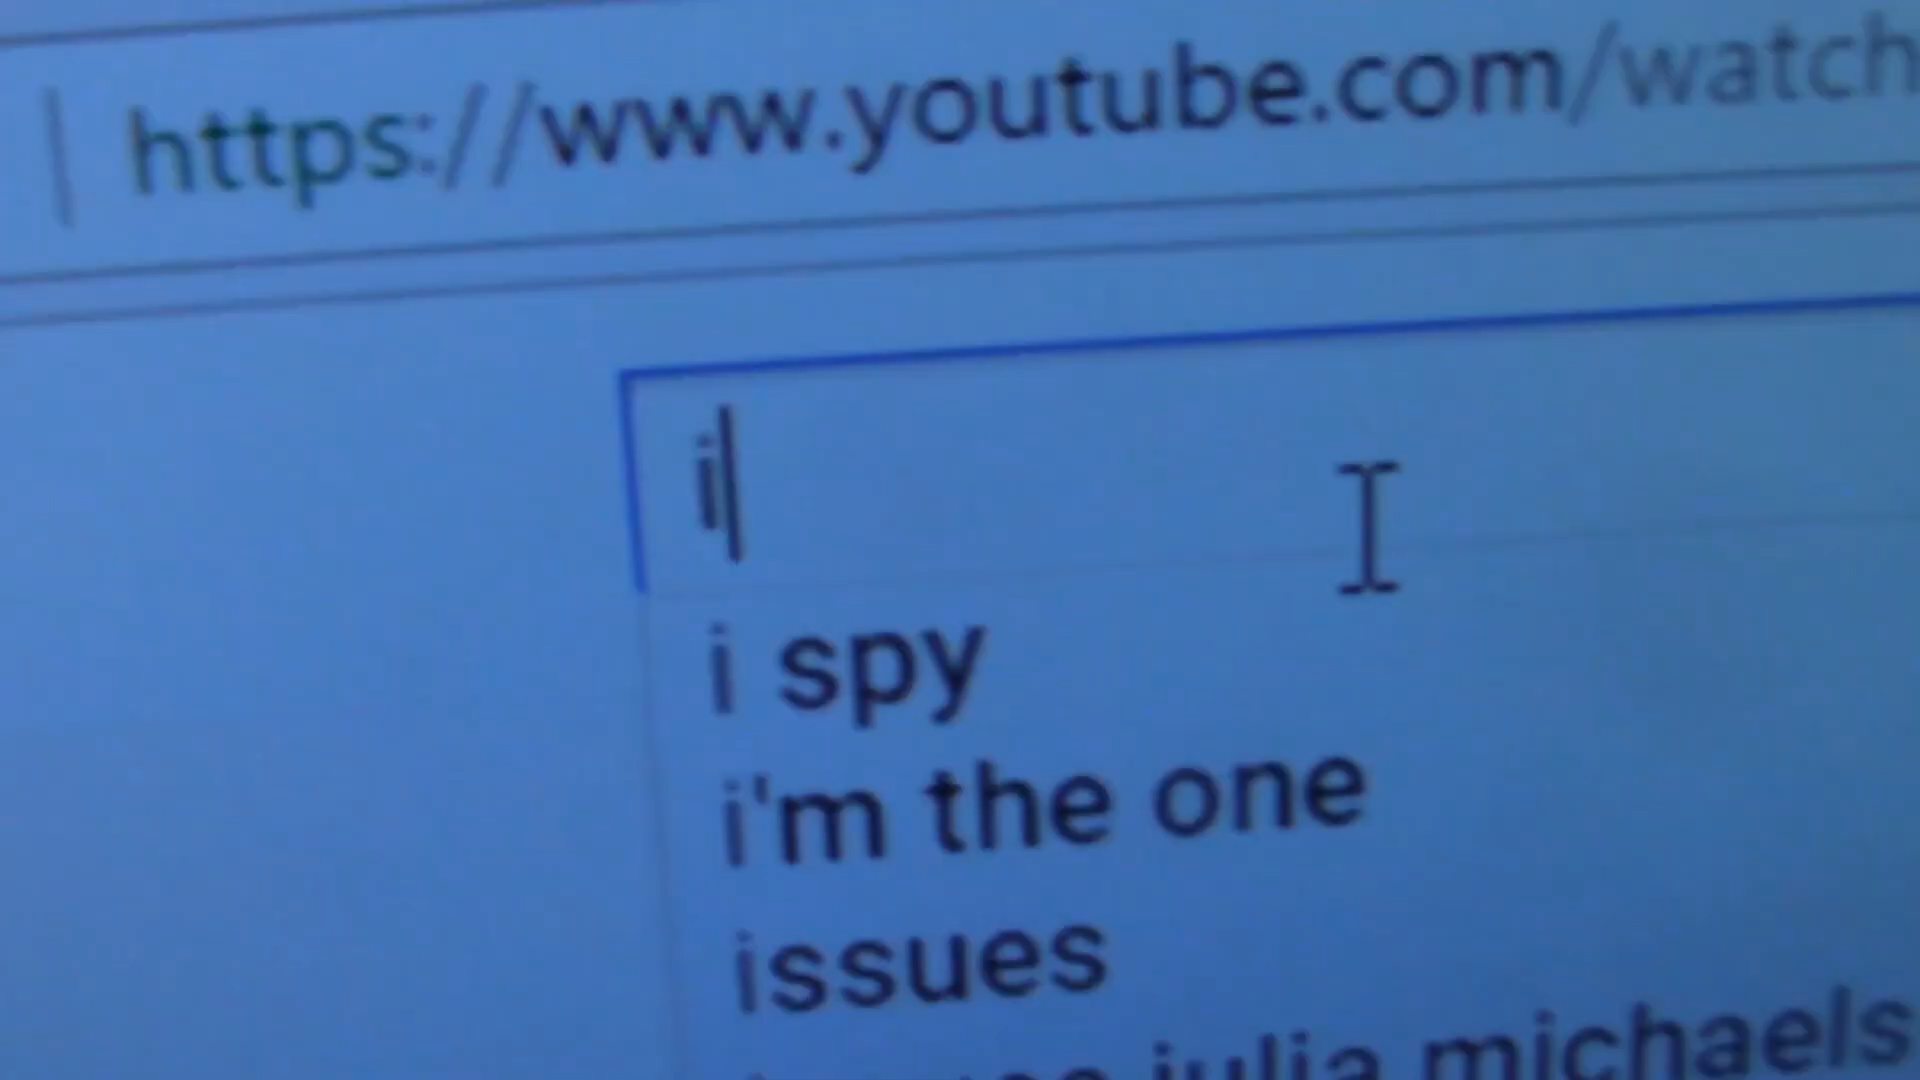 https://www.youtube.com/watch
i
i spy
i'm the one
issues
julia michaels